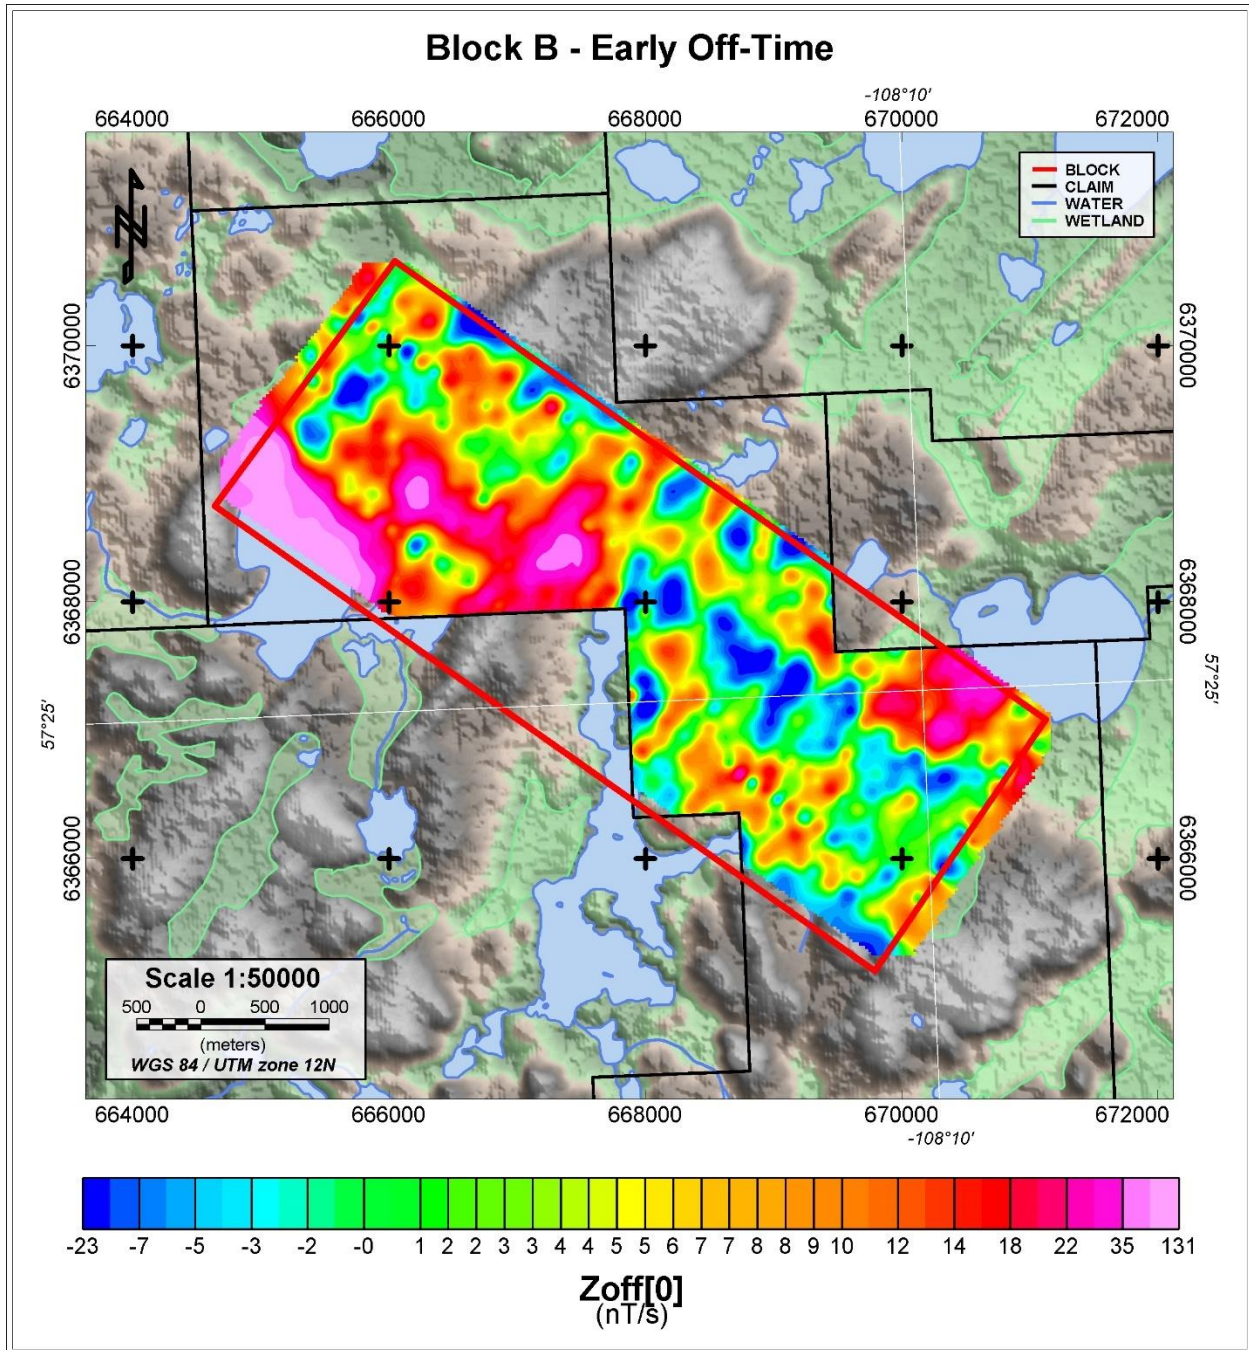 Block B - Early Off-Time
-108°10'
664000 666000 668000 670000 672000
BLOCK
CLAIM
WATER
WETLAND
6370000 6370000
6368000 6368000
57°25' 57°25'
6366000 6366000
Scale 1:50000
500 0 500 1000
(meters)
WGS 84 / UTM zone 12N
664000 666000 668000 670000 672000
-108°10'
-23 -7 -5 -3 -2 -0 1 2 2 3 3 4 4 5 5 6 7 7 8 8 9 10 12 14 18 22 35 131
Zoff[0]
(nT/s)